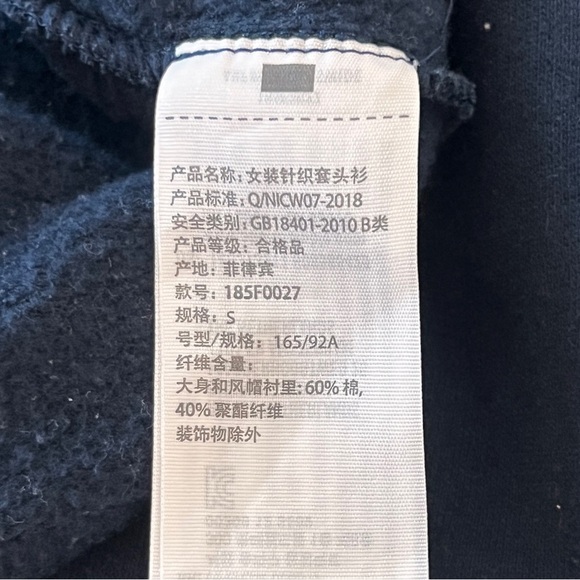 产品名称: 女装针织套头衫
产品标准: Q/NICW07-2018
安全类别: GB18401-2010 B类
产品等级: 合格品
产地: 菲律宾
款号: 185F0027
规格: S
号型/规格: 165/92A
纤维含量:
大身和风帽衬里: 60% 棉,
40% 聚酯纤维
装饰物除外